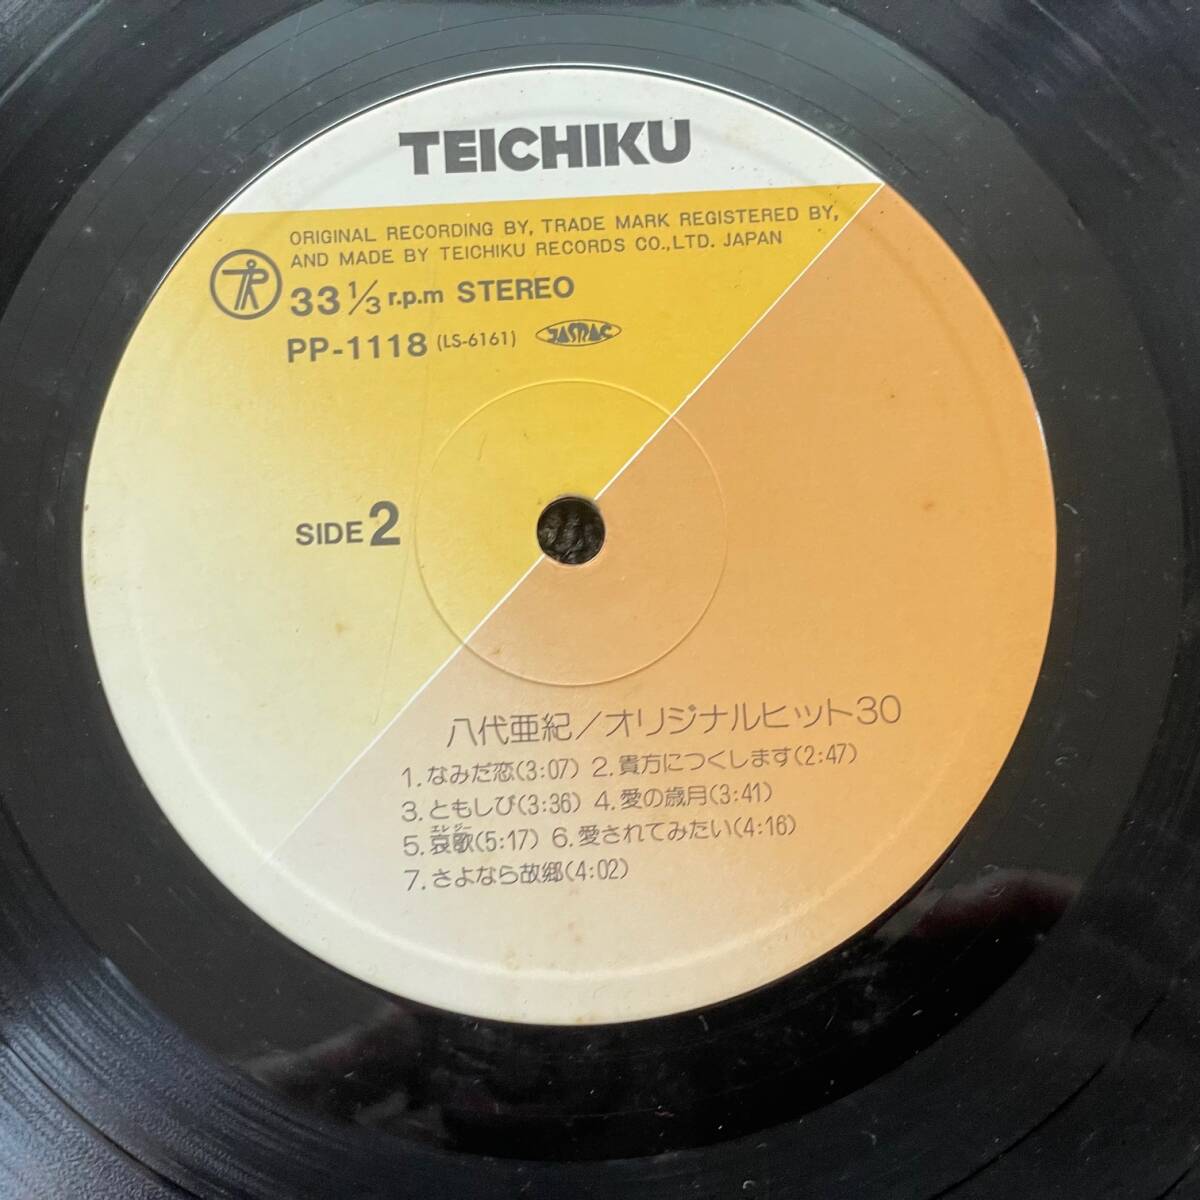 TEICHIKU
ORIGINAL RECORDING BY, TRADE MARK REGISTERED BY,
AND MADE BY TEICHIKU RECORDS CO.,LTD. JAPAN
33 1/3 r.p.m STEREO
PP-1118 (LS-6161) JASRAC
SIDE 2
八代亜紀/オリジナルヒット30
1. なみだ恋(3:07) 2. 貴方につくします(2:47)
3. ともしび(3:36) 4. 愛の歳月(3:41)
エレジー
5. 哀歌(5:17) 6. 愛されてみたい(4:16)
7. さよなら故郷(4:02)